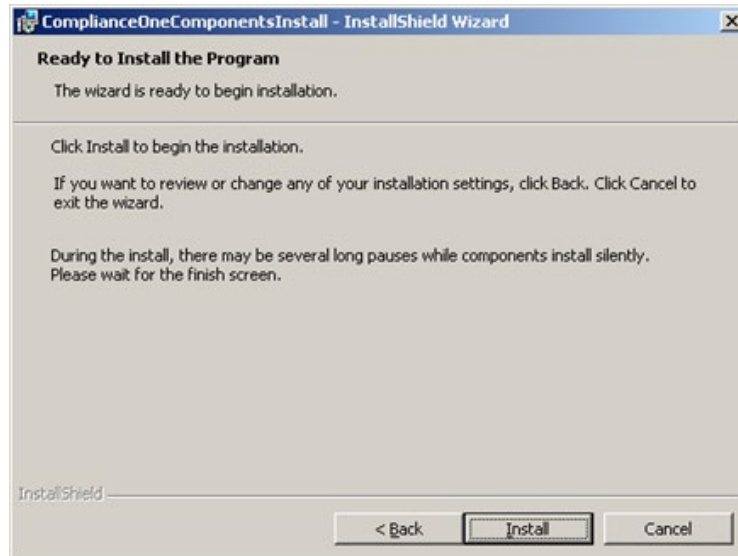 ComplianceOneComponentsInstall - InstallShield Wizard
Ready to Install the Program
The wizard is ready to begin installation.
Click Install to begin the installation.
If you want to review or change any of your installation settings, click Back. Click Cancel to
exit the wizard.
During the install, there may be several long pauses while components install silently.
Please wait for the finish screen.
InstallShield
< Back Install Cancel